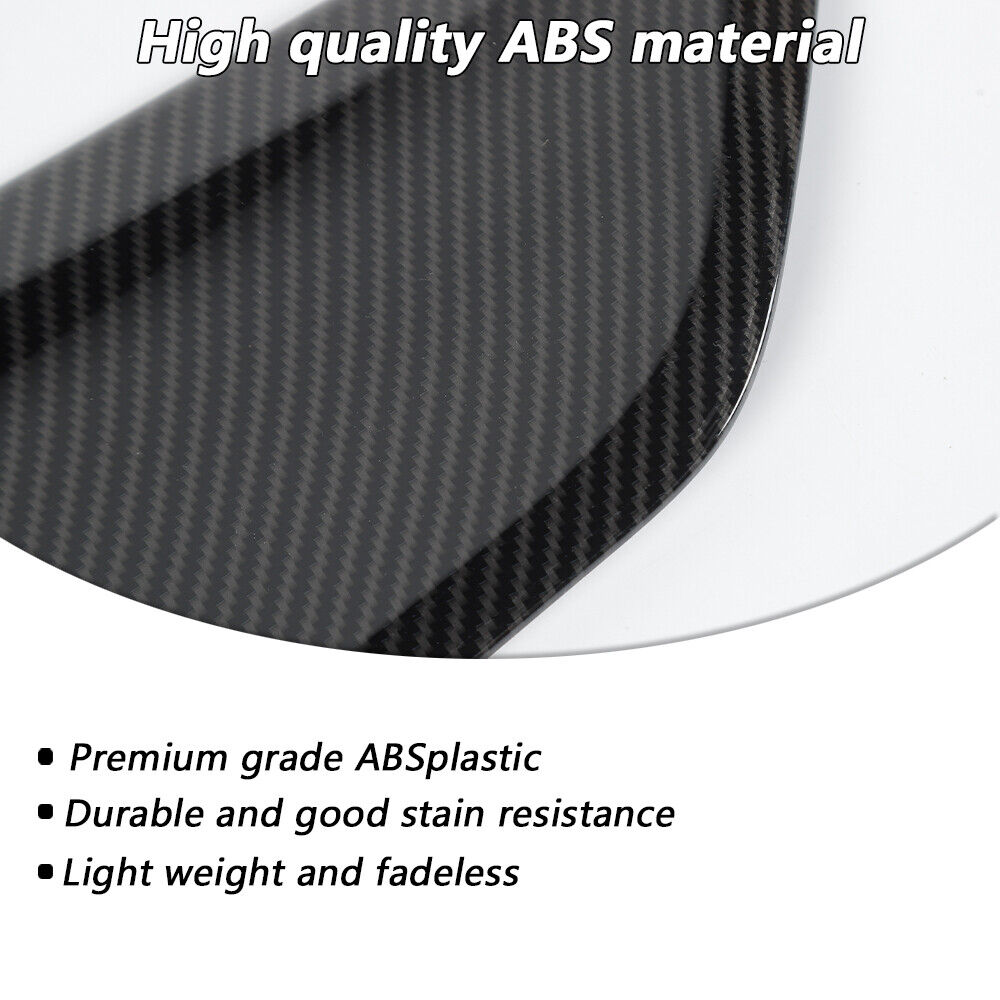 High quality ABS material
Premium grade ABSplastic
Durable and good stain resistance
Light weight and fadeless